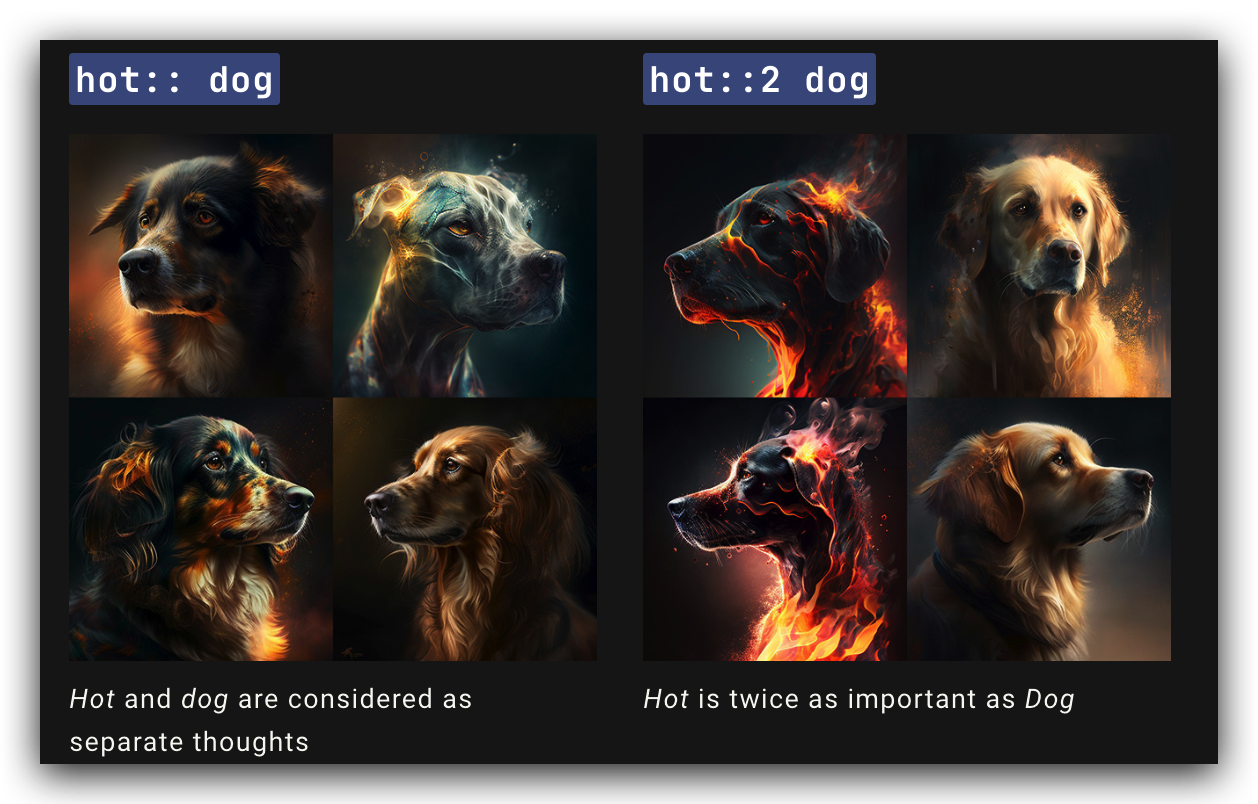 hot:: dog
hot::2 dog
Hot and dog are considered as
separate thoughts
Hot is twice as important as Dog